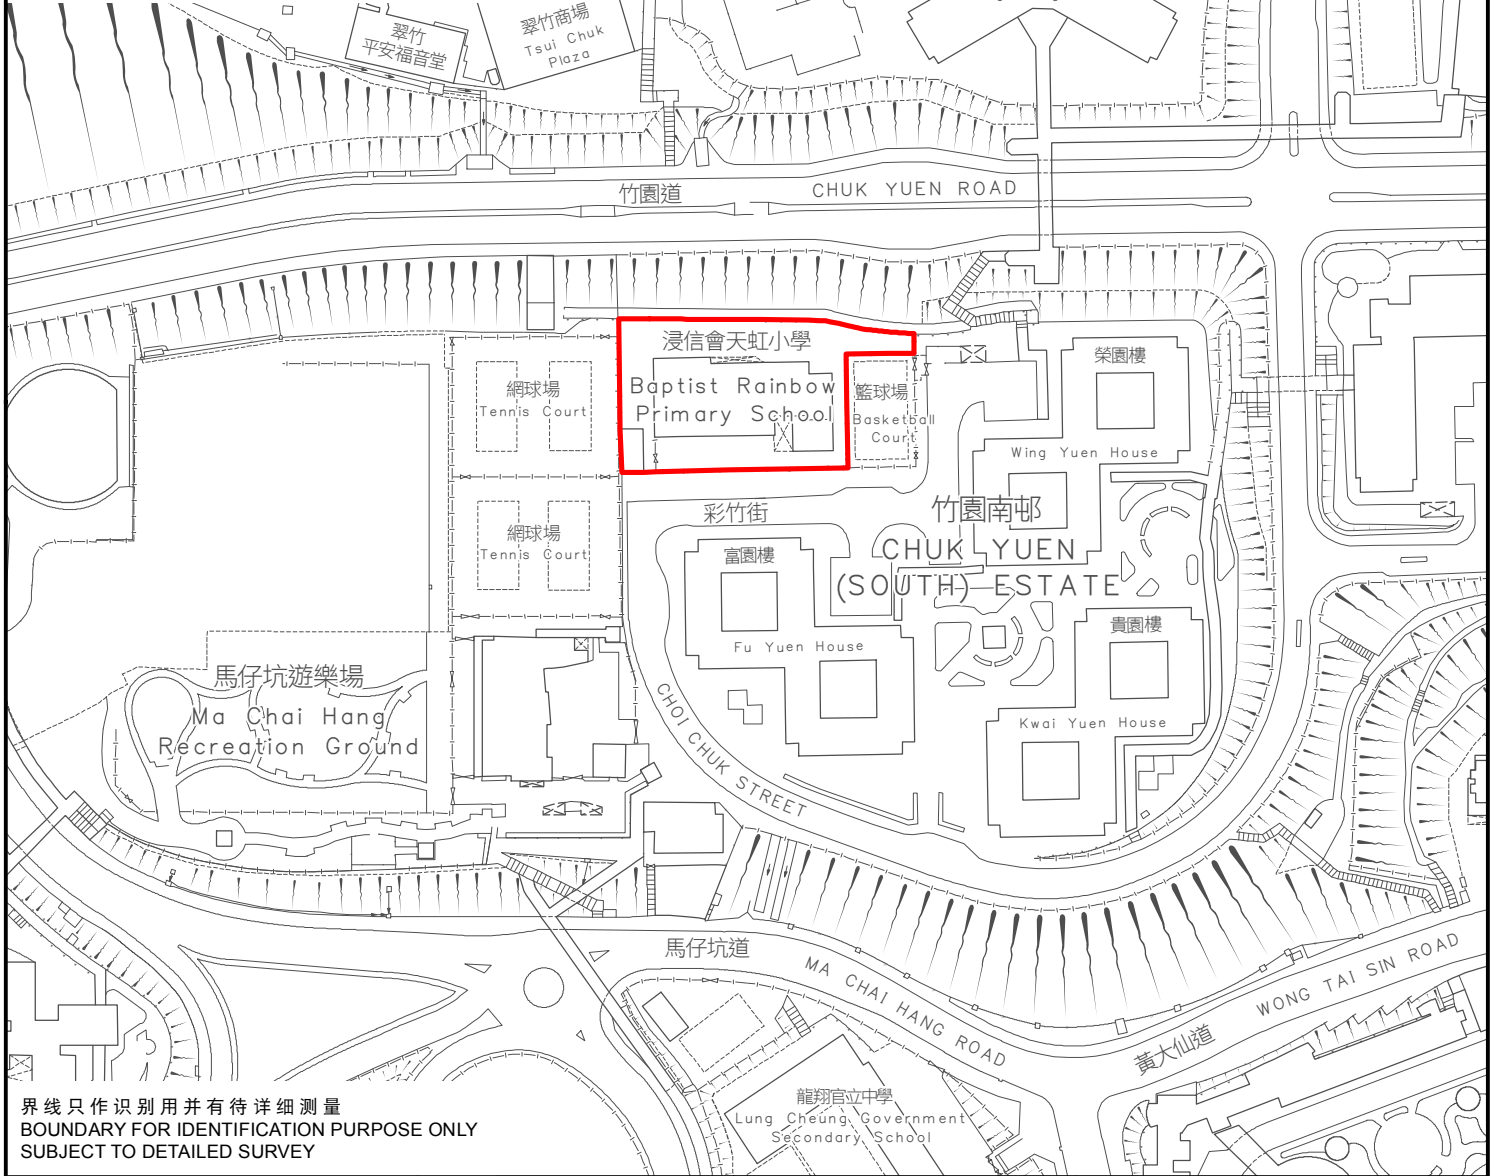 翠竹
平安福音堂
翠竹商場
Tsui Chuk
Plaza
竹園道
CHUK YUEN ROAD
浸信會天虹小學
Baptist Rainbow
Primary School
網球場
Tennis Court
籃球場
Basketball
Court
榮園樓
Wing Yuen House
網球場
Tennis Court
彩竹街
竹園南邨
CHUK YUEN
(SOUTH) ESTATE
富園樓
Fu Yuen House
貴園樓
Kwai Yuen House
馬仔坑遊樂場
Ma Chai Hang
Recreation Ground
CHOI CHUK STREET
馬仔坑道
MA CHAI HANG ROAD
WONG TAI SIN ROAD
黃大仙道
龍翔官立中學
Lung Cheung Government
Secondary School
界线只作识别用并有待详细测量
BOUNDARY FOR IDENTIFICATION PURPOSE ONLY
SUBJECT TO DETAILED SURVEY